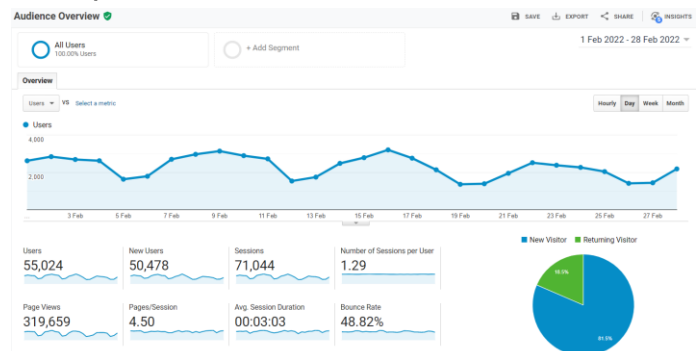 Audience Overview
SAVE EXPORT SHARE INSIGHTS
1 Feb 2022 - 28 Feb 2022
All Users
100.00% Users
+ Add Segment
Overview
Users VS Select a metric
Hourly Day Week Month
Users
4,000
2,000
... 3 Feb 5 Feb 7 Feb 9 Feb 11 Feb 13 Feb 15 Feb 17 Feb 19 Feb 21 Feb 23 Feb 25 Feb 27 Feb
New Visitor Returning Visitor
Users
55,024
New Users
50,478
Sessions
71,044
Number of Sessions per User
1.29
Page Views
319,659
Pages/Session
4.50
Avg. Session Duration
00:03:03
Bounce Rate
48.82%
18.5%
81.5%